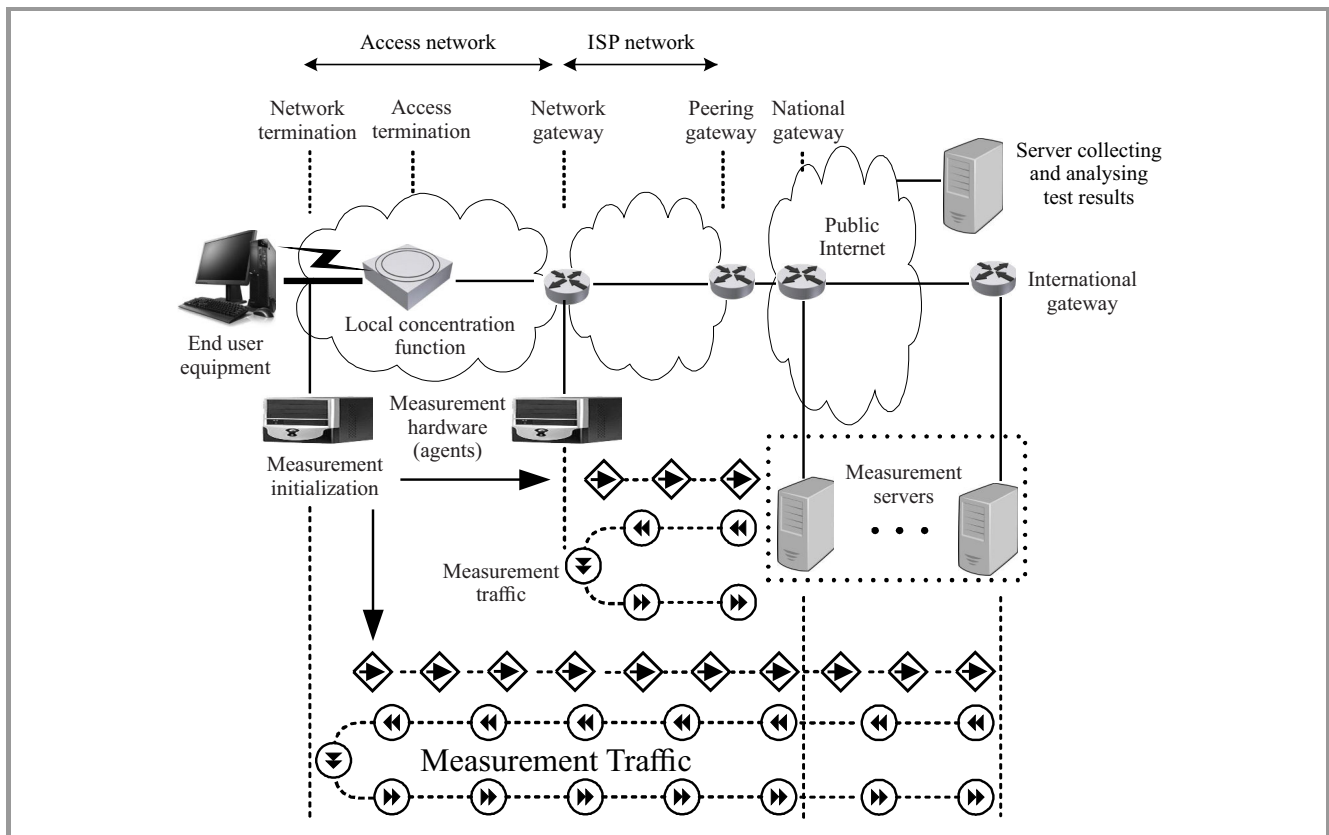 Access network
ISP network
Network
termination
Access
termination
Network
gateway
Peering
gateway
National
gateway
Server collecting
and analysing
test results
Public
Internet
International
gateway
End user
equipment
Local concentration
function
Measurement
hardware
(agents)
Measurement
initialization
Measurement
servers
Measurement
traffic
Measurement Traffic